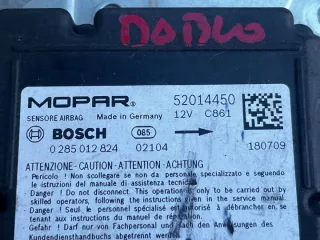 DOBLO
MOPAR®
52014450
SENSORE AIRBAG Made in Germany 12V C861
BOSCH 085
0 285 012 824 02104 180709
ATTENZIONE - CAUTION - ATTENTION - ACHTUNG
- Pericolo! Non scollegare se non da personale specializzato e seguendo
le istruzioni del manuale di assistenza tecnica.
- Danger! Do not disconnect. This operation is to be carried out by skilled
operators following the instructions given in the service manual.
- Danger! Seul le personnel spécialisé est autorisé à débrancher en se
tenant aux instructions du manuel de réparation.
Gefahr! Darf nur von nach den Anweisungen des
Kundendiensthandbuchs abgetrennt werden.